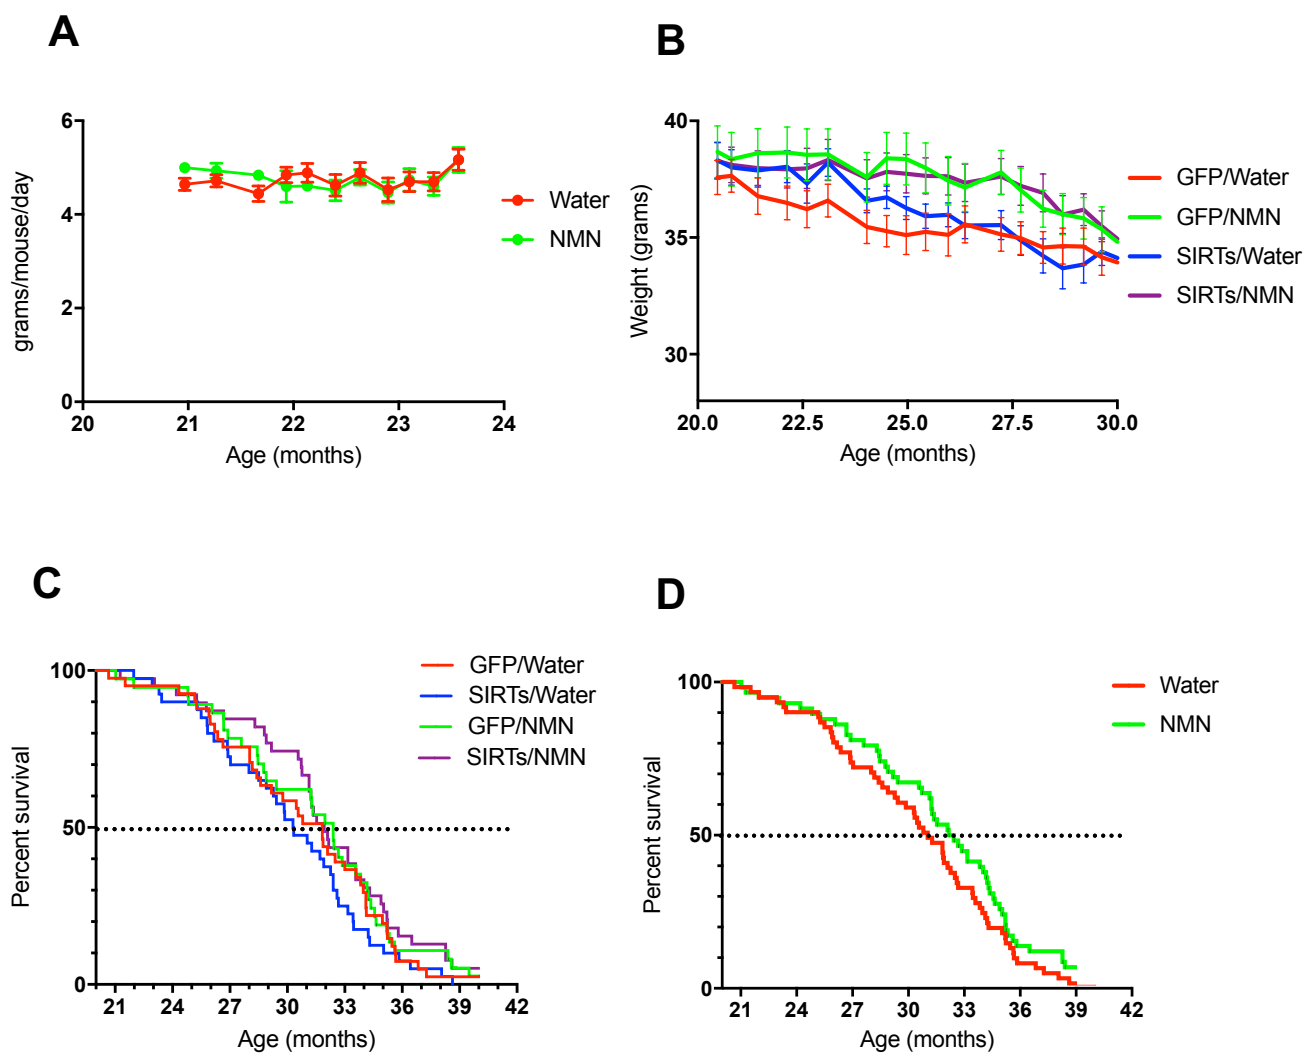 A
6
4
2
0
20
21
22
23
24
grams/mouse/day
Age (months)
Water
NMN
B
40
35
30
20.0
22.5
25.0
27.5
30.0
Weight (grams)
Age (months)
GFP/Water
GFP/NMN
SIRTs/Water
SIRTs/NMN
C
100
50
0
21
24
27
30
33
36
39
42
Percent survival
Age (months)
GFP/Water
SIRTs/Water
GFP/NMN
SIRTs/NMN
D
100
50
0
21
24
27
30
33
36
39
42
Percent survival
Age (months)
Water
NMN